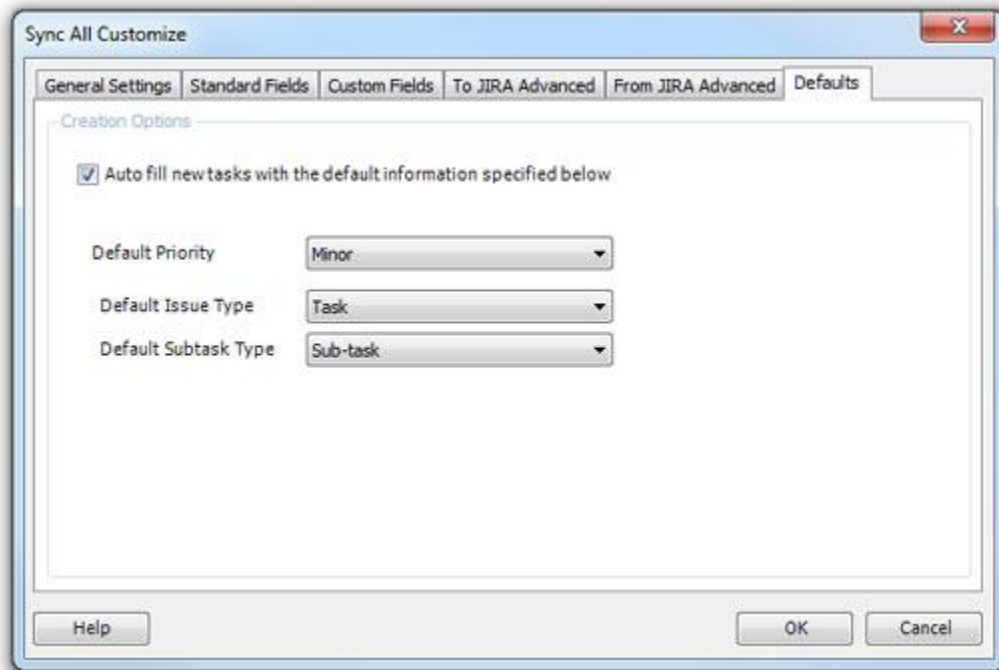 Sync All Customize
General Settings Standard Fields Custom Fields To JIRA Advanced From JIRA Advanced Defaults
Creation Options
Auto fill new tasks with the default information specified below
Default Priority Minor
Default Issue Type Task
Default Subtask Type Sub-task
Help OK Cancel